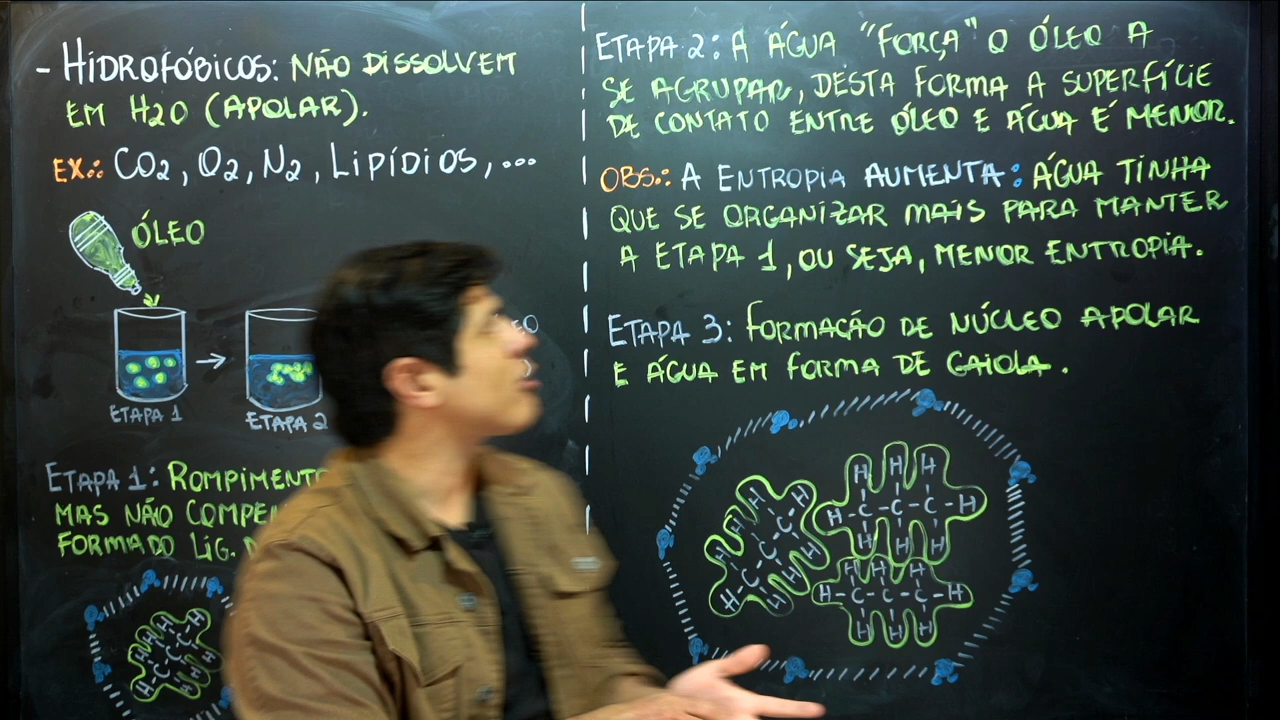 - HIDROFÓBICOS: NÃO DISSOLVEM
EM H2O (APOLAR).
EX.: CO2, O2, N2, LIPÍDIOS, ...
ÓLEO
ETAPA 1
ETAPA 2
ETAPA 1: ROMPIMENTO
MAS NÃO
FORMADO LIG.
H H H
H-C-C-C-H
H H H
ETAPA 2: A ÁGUA "FORÇA" O ÓLEO A
SE AGRUPAR, DESTA FORMA A SUPERFÍCIE
DE CONTATO ENTRE ÓLEO E ÁGUA É MENOR.
OBS.: A ENTROPIA AUMENTA: ÁGUA TINHA
QUE SE ORGANIZAR MAIS PARA MANTER
A ETAPA 1, OU SEJA, MENOR ENTROPIA.
ETAPA 3: FORMAÇÃO DE NÚCLEO APOLAR
E ÁGUA EM FORMA DE GAIOLA.
H H H
H-C-C-C-H
H H H
H H H
H-C-C-C-H
H H H
H H H
H-C-C-C-H
H H H